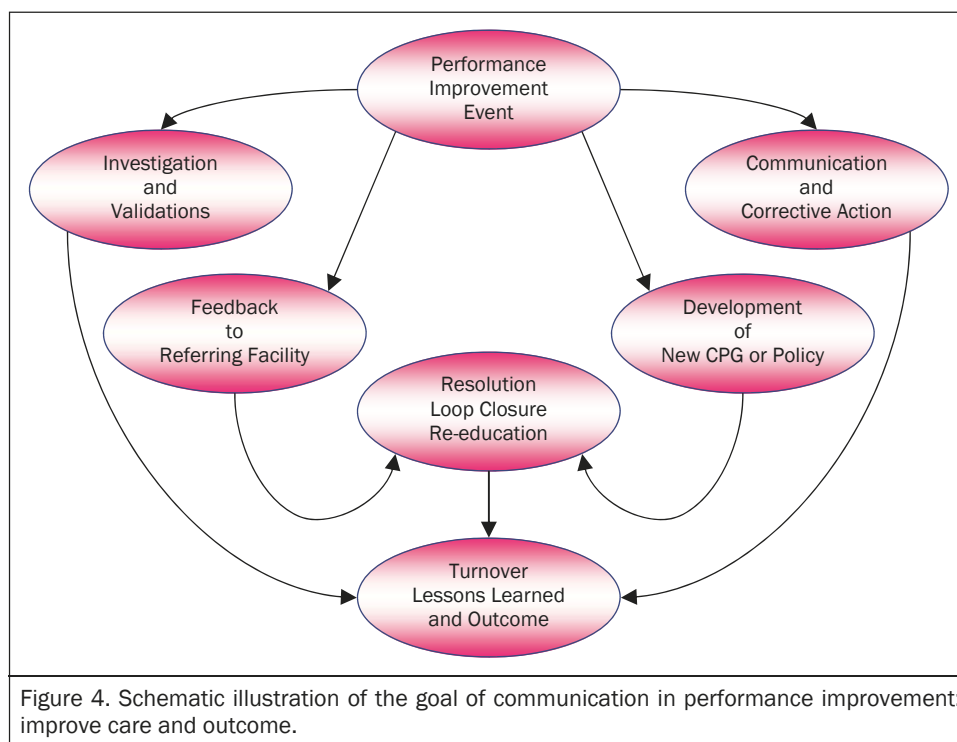 Performance
Improvement
Event
Investigation
and
Validations
Communication
and
Corrective Action
Feedback
to
Referring Facility
Development
of
New CPG or Policy
Resolution
Loop Closure
Re-education
Turnover
Lessons Learned
and Outcome
Figure 4. Schematic illustration of the goal of communication in performance improvement:
improve care and outcome.